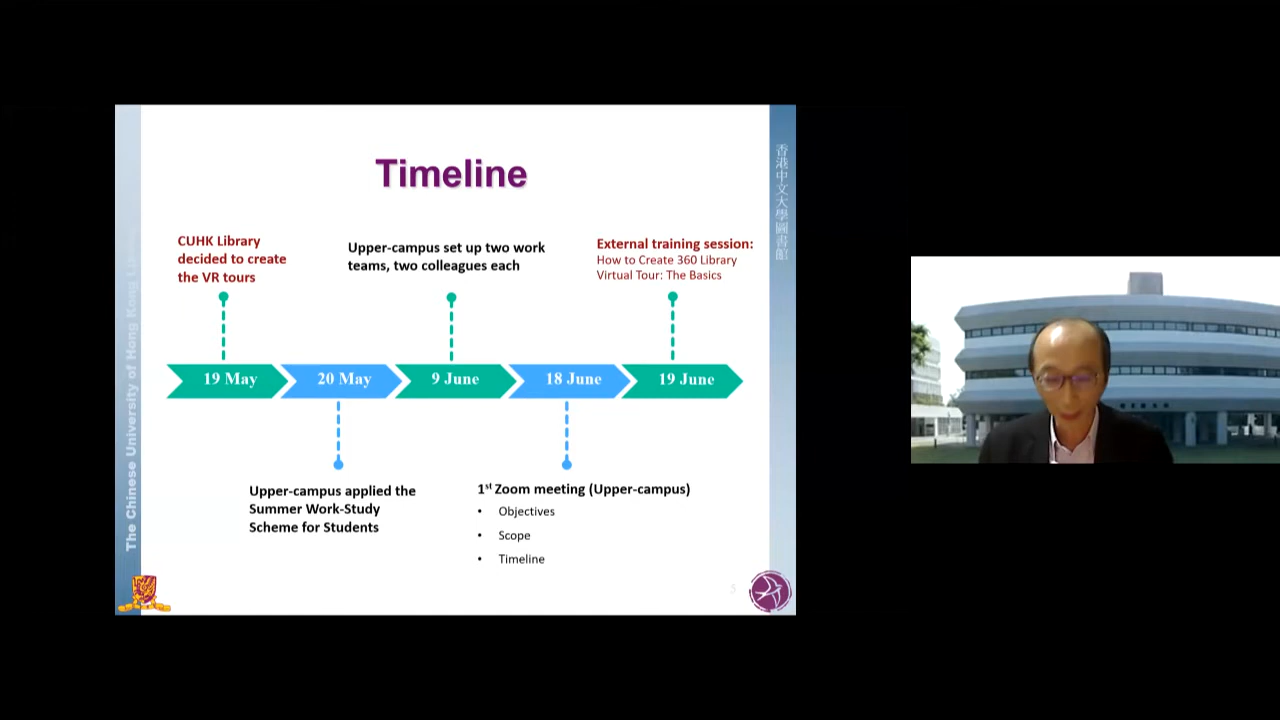 Timeline
CUHK Library
decided to create
the VR tours
Upper-campus set up two work
teams, two colleagues each
External training session:
How to Create 360 Library
Virtual Tour: The Basics
19 May
20 May
9 June
18 June
19 June
Upper-campus applied the
Summer Work-Study
Scheme for Students
1st Zoom meeting (Upper-campus)
• Objectives
• Scope
• Timeline
5
The Chinese University of Hong Kong Li
香港中文大學圖書館